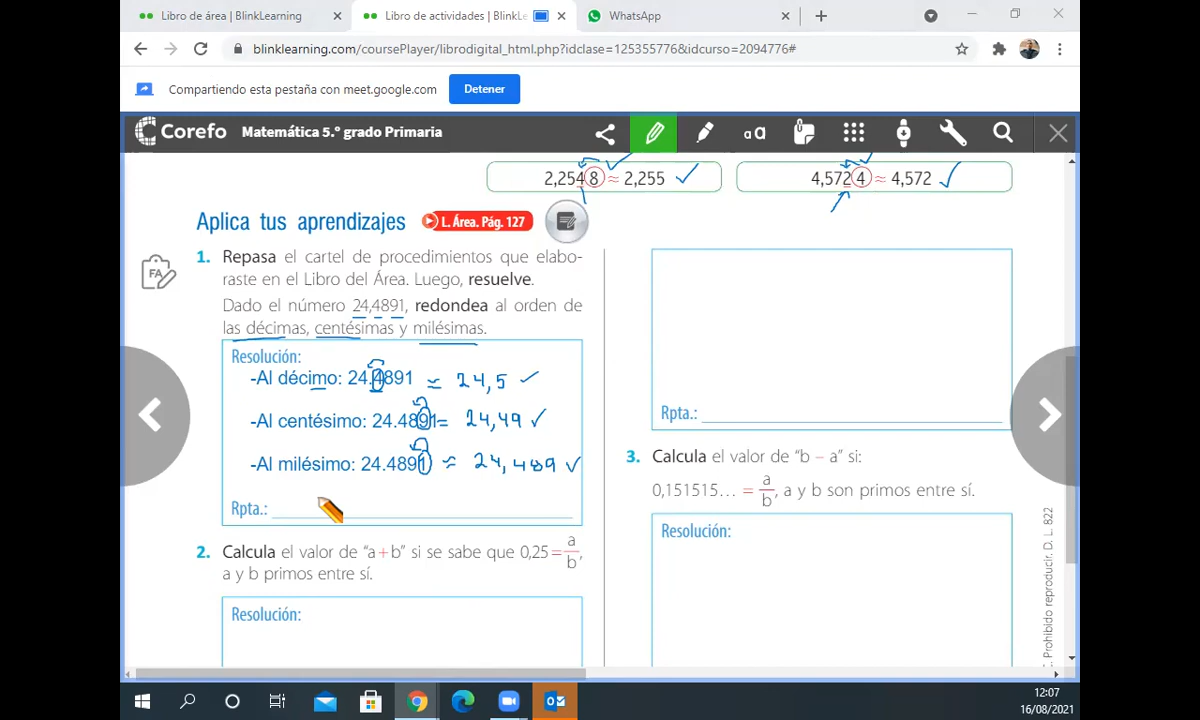 Libro de área | BlinkLearning
Libro de actividades | BlinkLe
WhatsApp
blinklearning.com/coursePlayer/librodigital_html.php?idclase=125355776&idcurso=2094776#
Compartiendo esta pestaña con meet.google.com
Detener
Corefo
Matemática 5.º grado Primaria
aa
2,2548 ≈ 2,255
4,5724 ≈ 4,572
Aplica tus aprendizajes
L. Área. Pág. 127
FA
1. Repasa el cartel de procedimientos que elabo-
raste en el Libro del Área. Luego, resuelve.
Dado el número 24,4891, redondea al orden de
las décimas, centésimas y milésimas.
Resolución:
-Al décimo: 24.4891 ≈ 24,5
-Al centésimo: 24.4891= 24,49
-Al milésimo: 24.4891 ≈ 24,489
Rpta.:
2. Calcula el valor de “a+b” si se sabe que 0,25=a/b,
a y b primos entre sí.
Resolución:
Rpta.:
3. Calcula el valor de “b – a” si:
0,151515… = a/b, a y b son primos entre sí.
Resolución:
. Prohibido reproducir. D. L. 822
12:07
16/08/2021